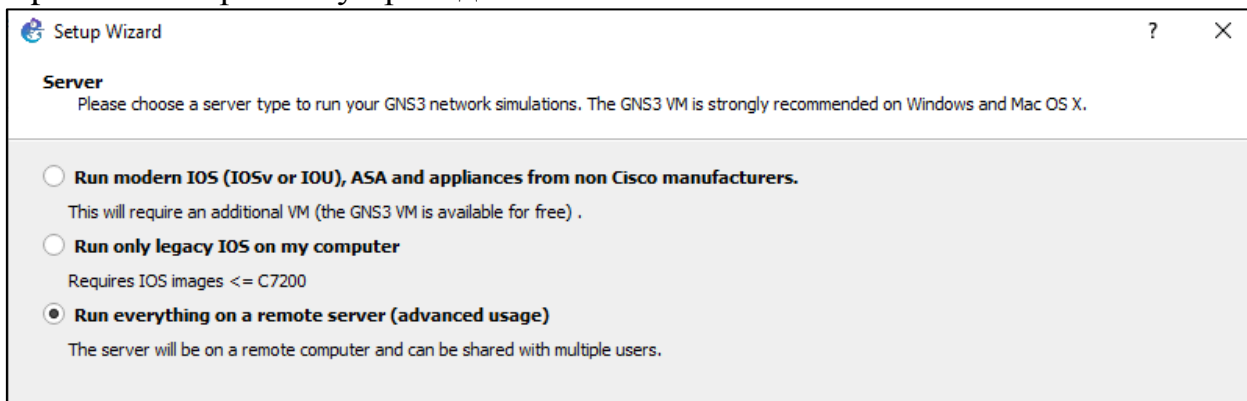 Setup Wizard
?
Server
Please choose a server type to run your GNS3 network simulations. The GNS3 VM is strongly recommended on Windows and Mac OS X.
Run modern IOS (IOSv or IOU), ASA and appliances from non Cisco manufacturers.
This will require an additional VM (the GNS3 VM is available for free) .
Run only legacy IOS on my computer
Requires IOS images <= C7200
Run everything on a remote server (advanced usage)
The server will be on a remote computer and can be shared with multiple users.